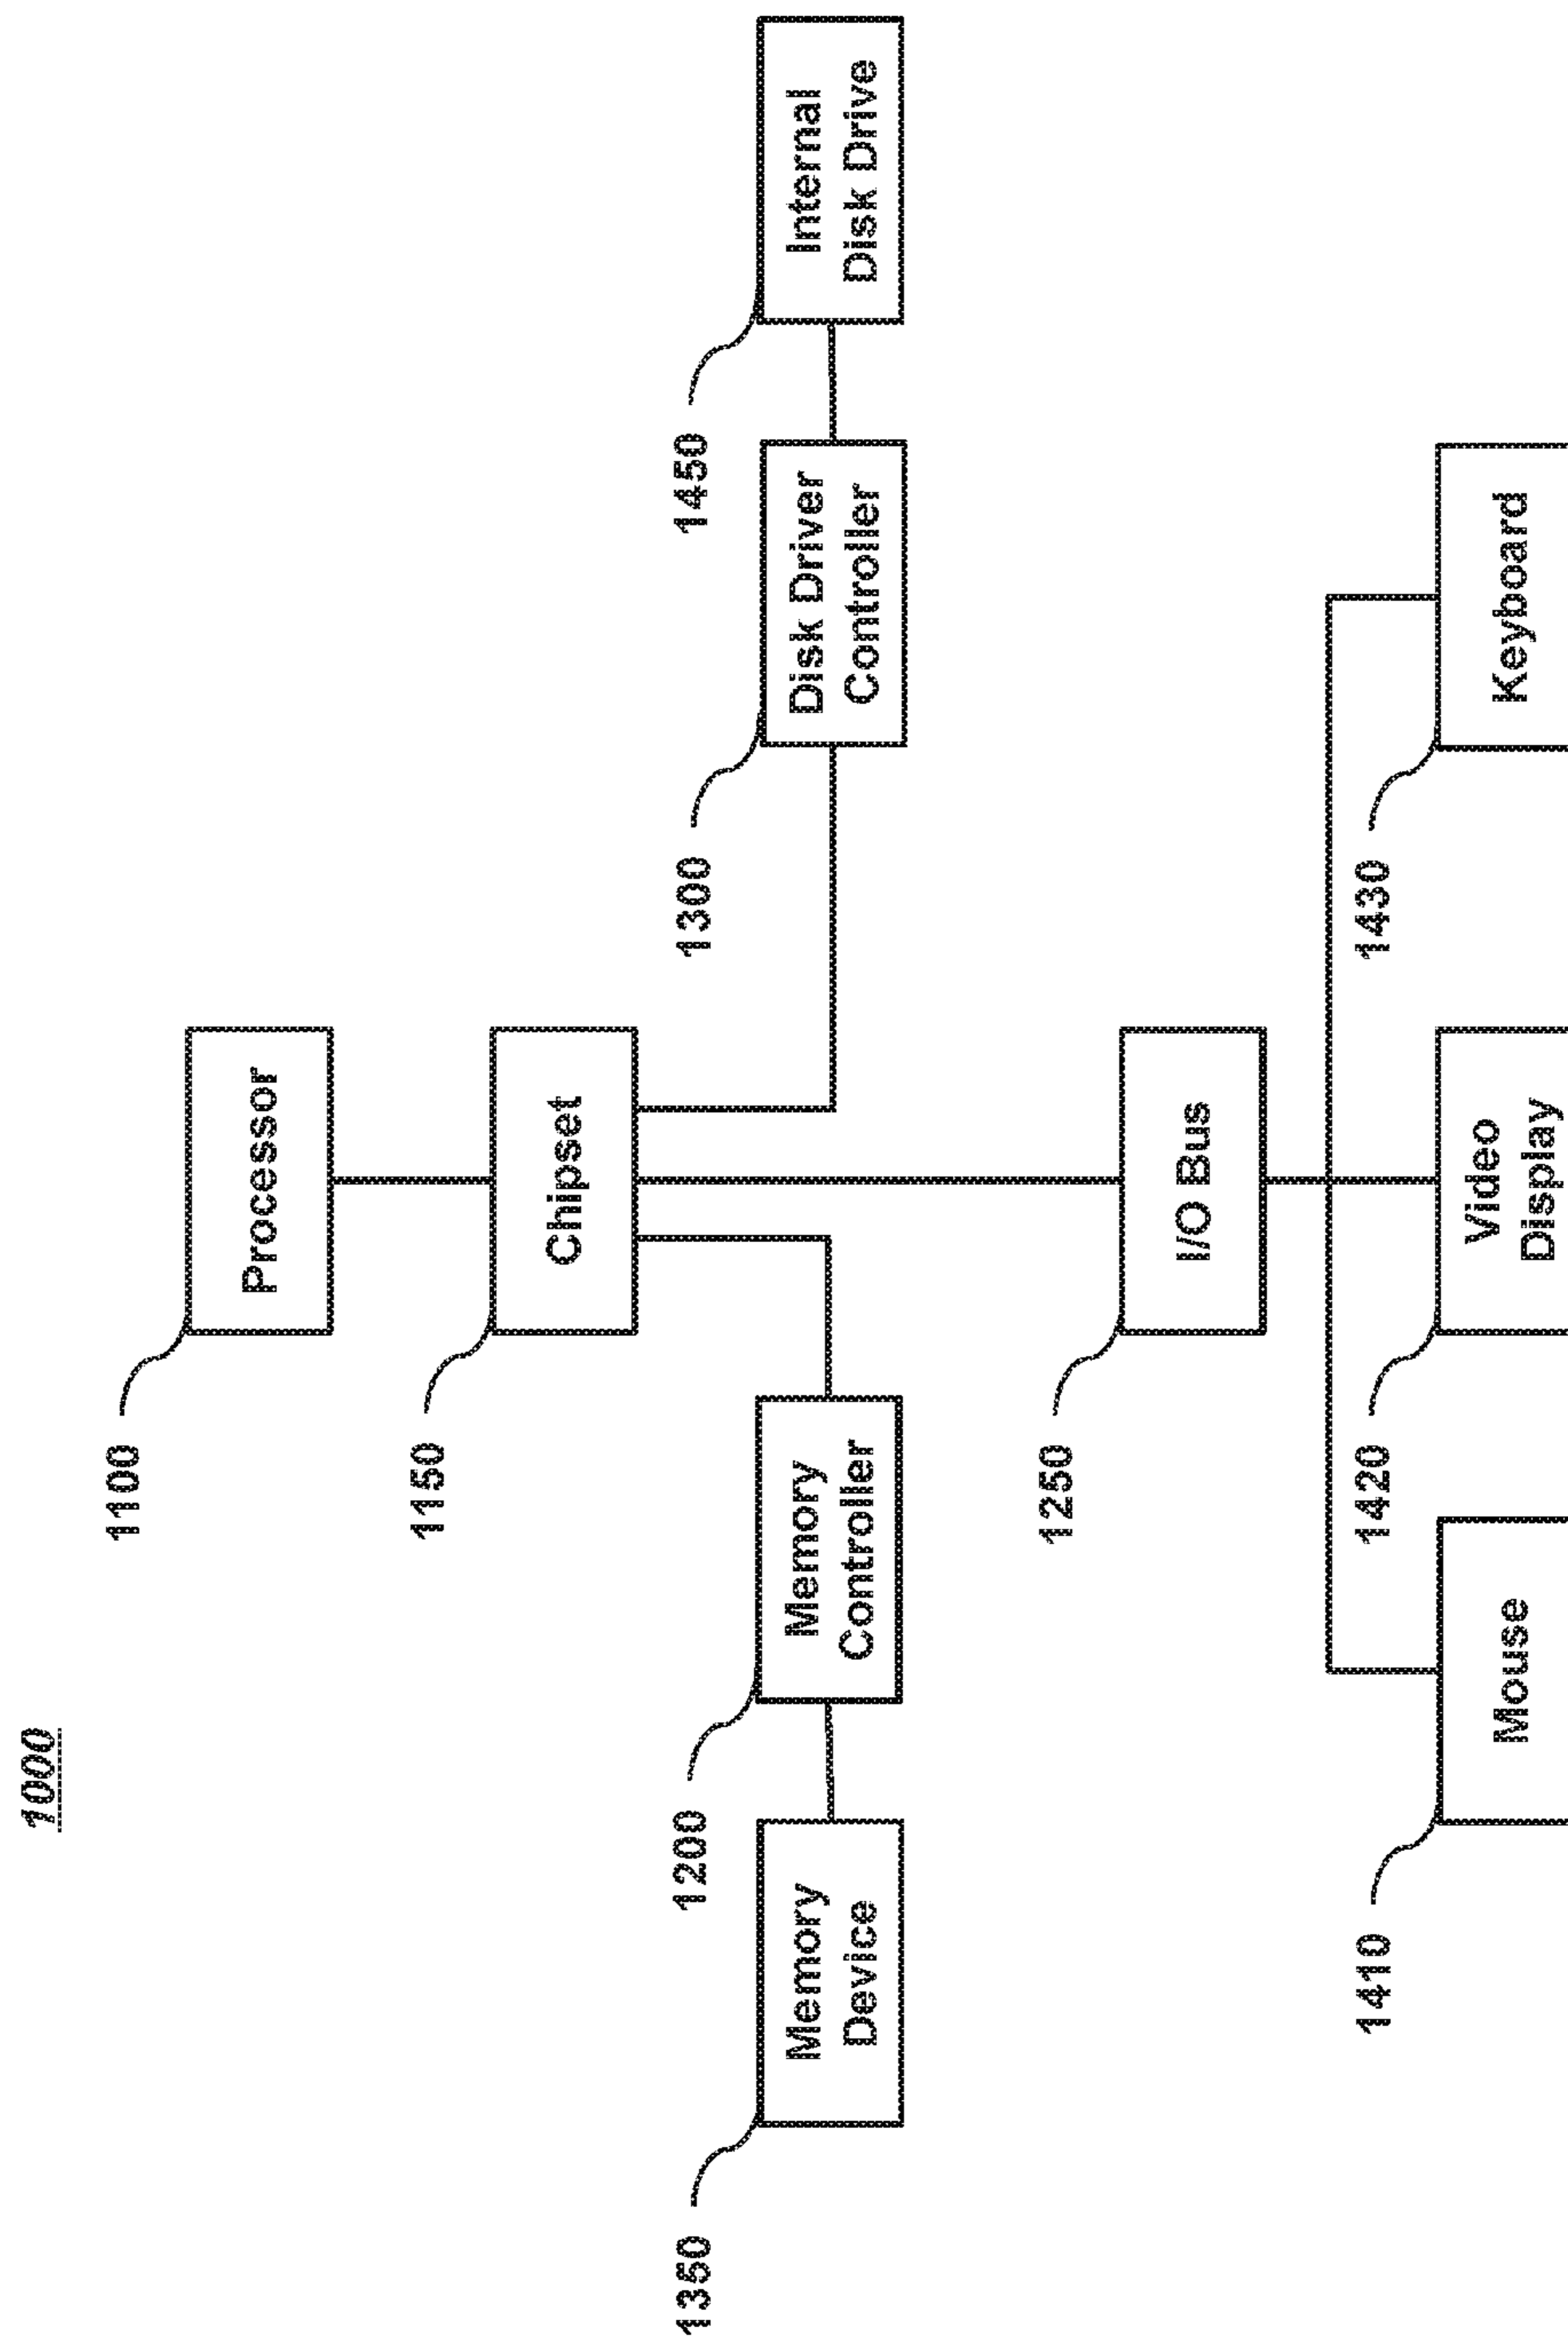 1000
1100
Processor
1150
Chipset
1350
Memory
Device
1200
Memory
Controller
1300
Disk Driver
Controller
1450
Internal
Disk Drive
1250
I/O Bus
1410
Mouse
1420
Video
Display
1430
Keyboard